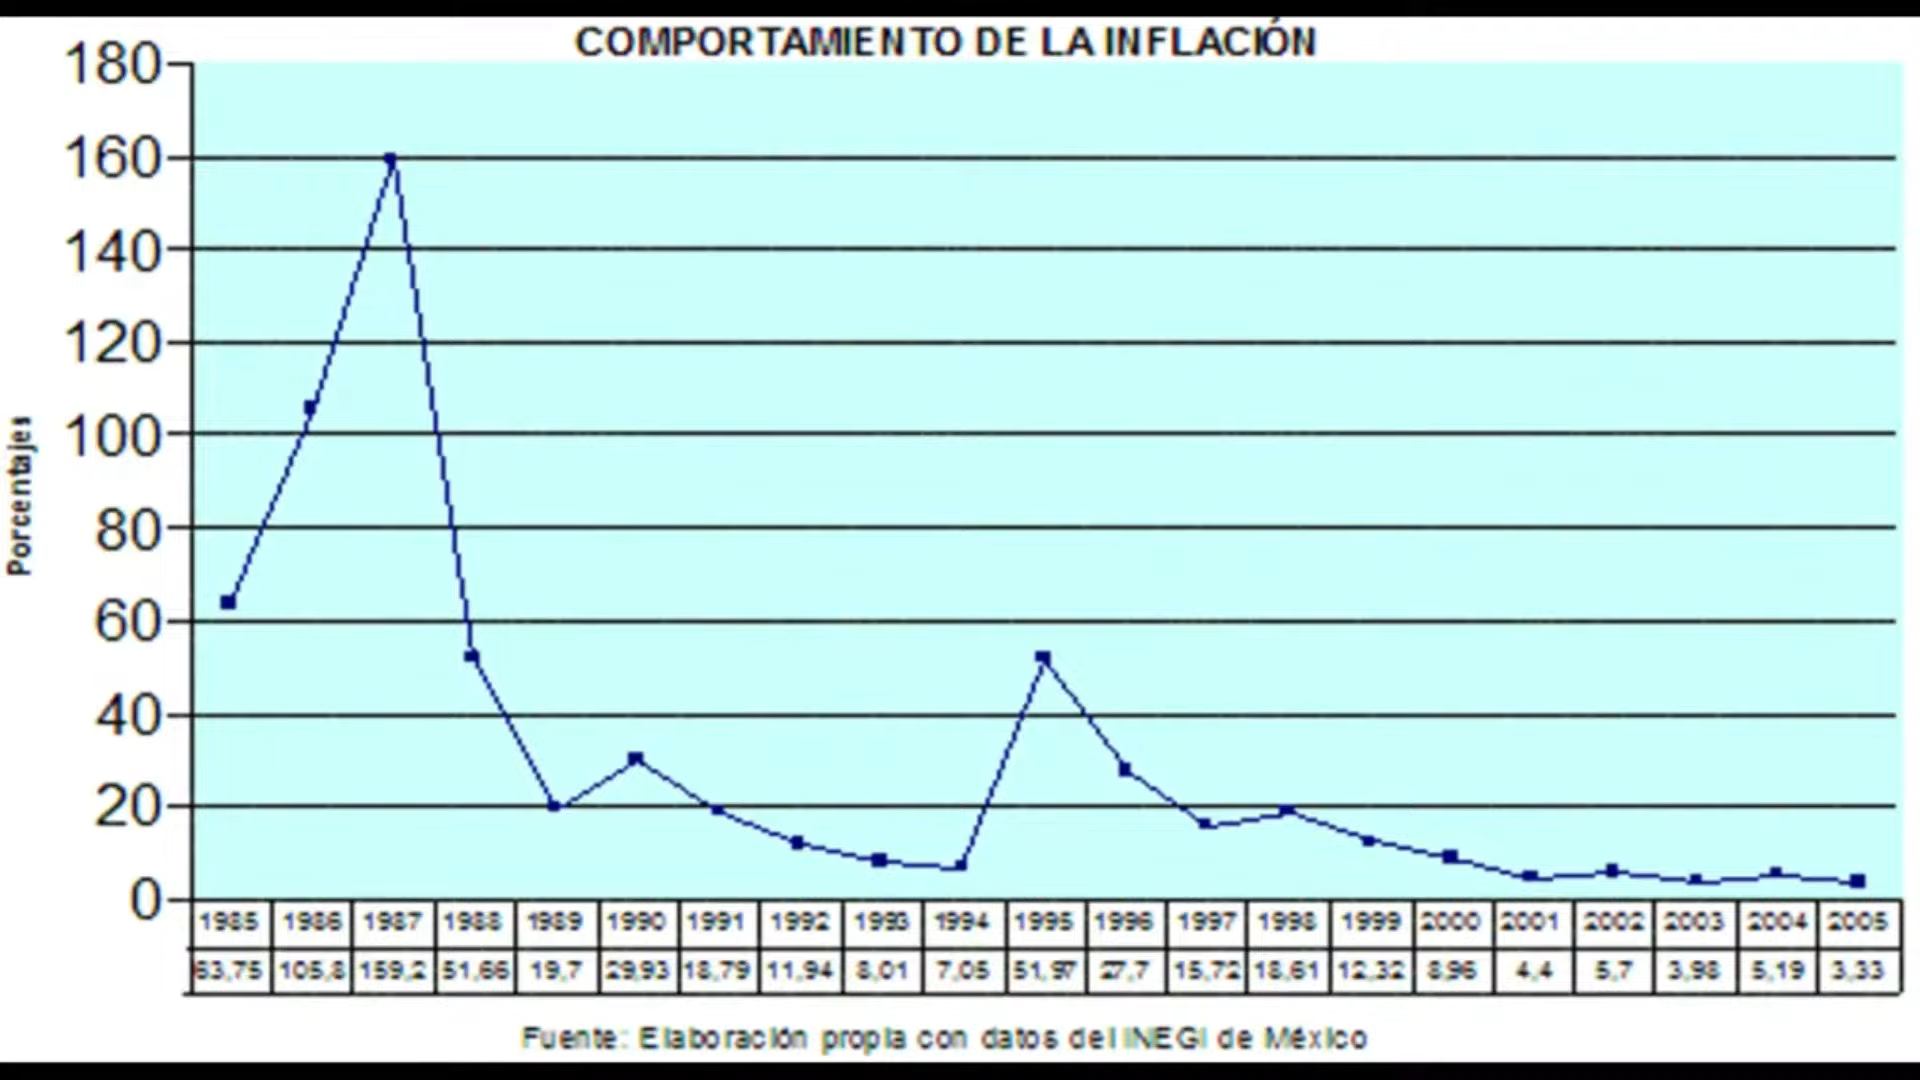 COMPORTAMIENTO DE LA INFLACIÓN
Porcentajes
180
160
140
120
100
80
60
40
20
0
1985 1986 1987 1988 1989 1990 1991 1992 1993 1994 1995 1996 1997 1998 1999 2000 2001 2002 2003 2004 2005
63,75 105,8 159,2 51,66 19,7 29,93 18,79 11,94 8,01 7,05 51,97 27,7 15,72 18,61 12,32 8,96 4,4 5,7 3,98 5,19 3,33
Fuente: Elaboración propia con datos del INEGI de México